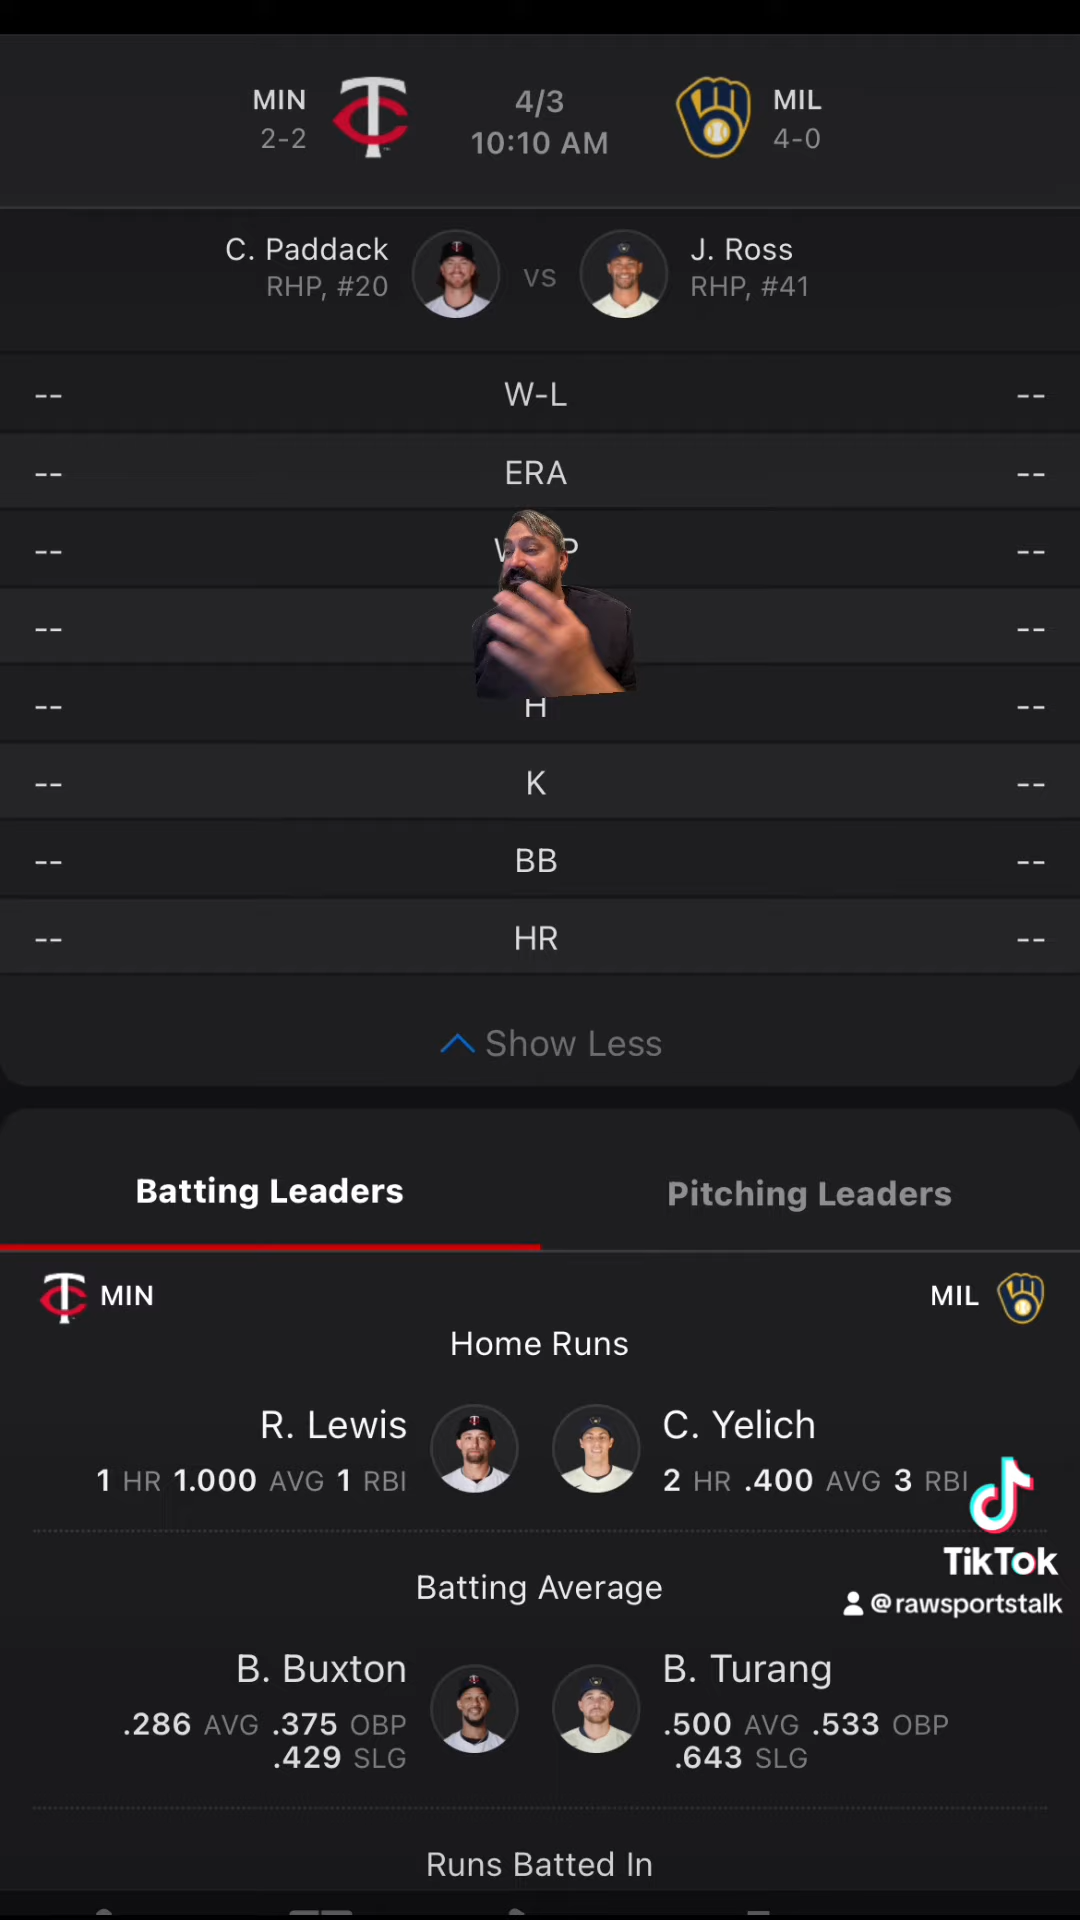 MIN
2-2
4/3
10:10 AM
MIL
4-0
C. Paddack
RHP, #20
vs
J. Ross
RHP, #41
-- W-L --
-- ERA --
-- W P --
-- --
-- H --
-- K --
-- BB --
-- HR --
Show Less
Batting Leaders
Pitching Leaders
MIN
MIL
Home Runs
R. Lewis
1 HR 1.000 AVG 1 RBI
C. Yelich
2 HR .400 AVG 3 RBI
TikTok
@rawsportstalk
Batting Average
B. Buxton
.286 AVG .375 OBP
.429 SLG
B. Turang
.500 AVG .533 OBP
.643 SLG
Runs Batted In